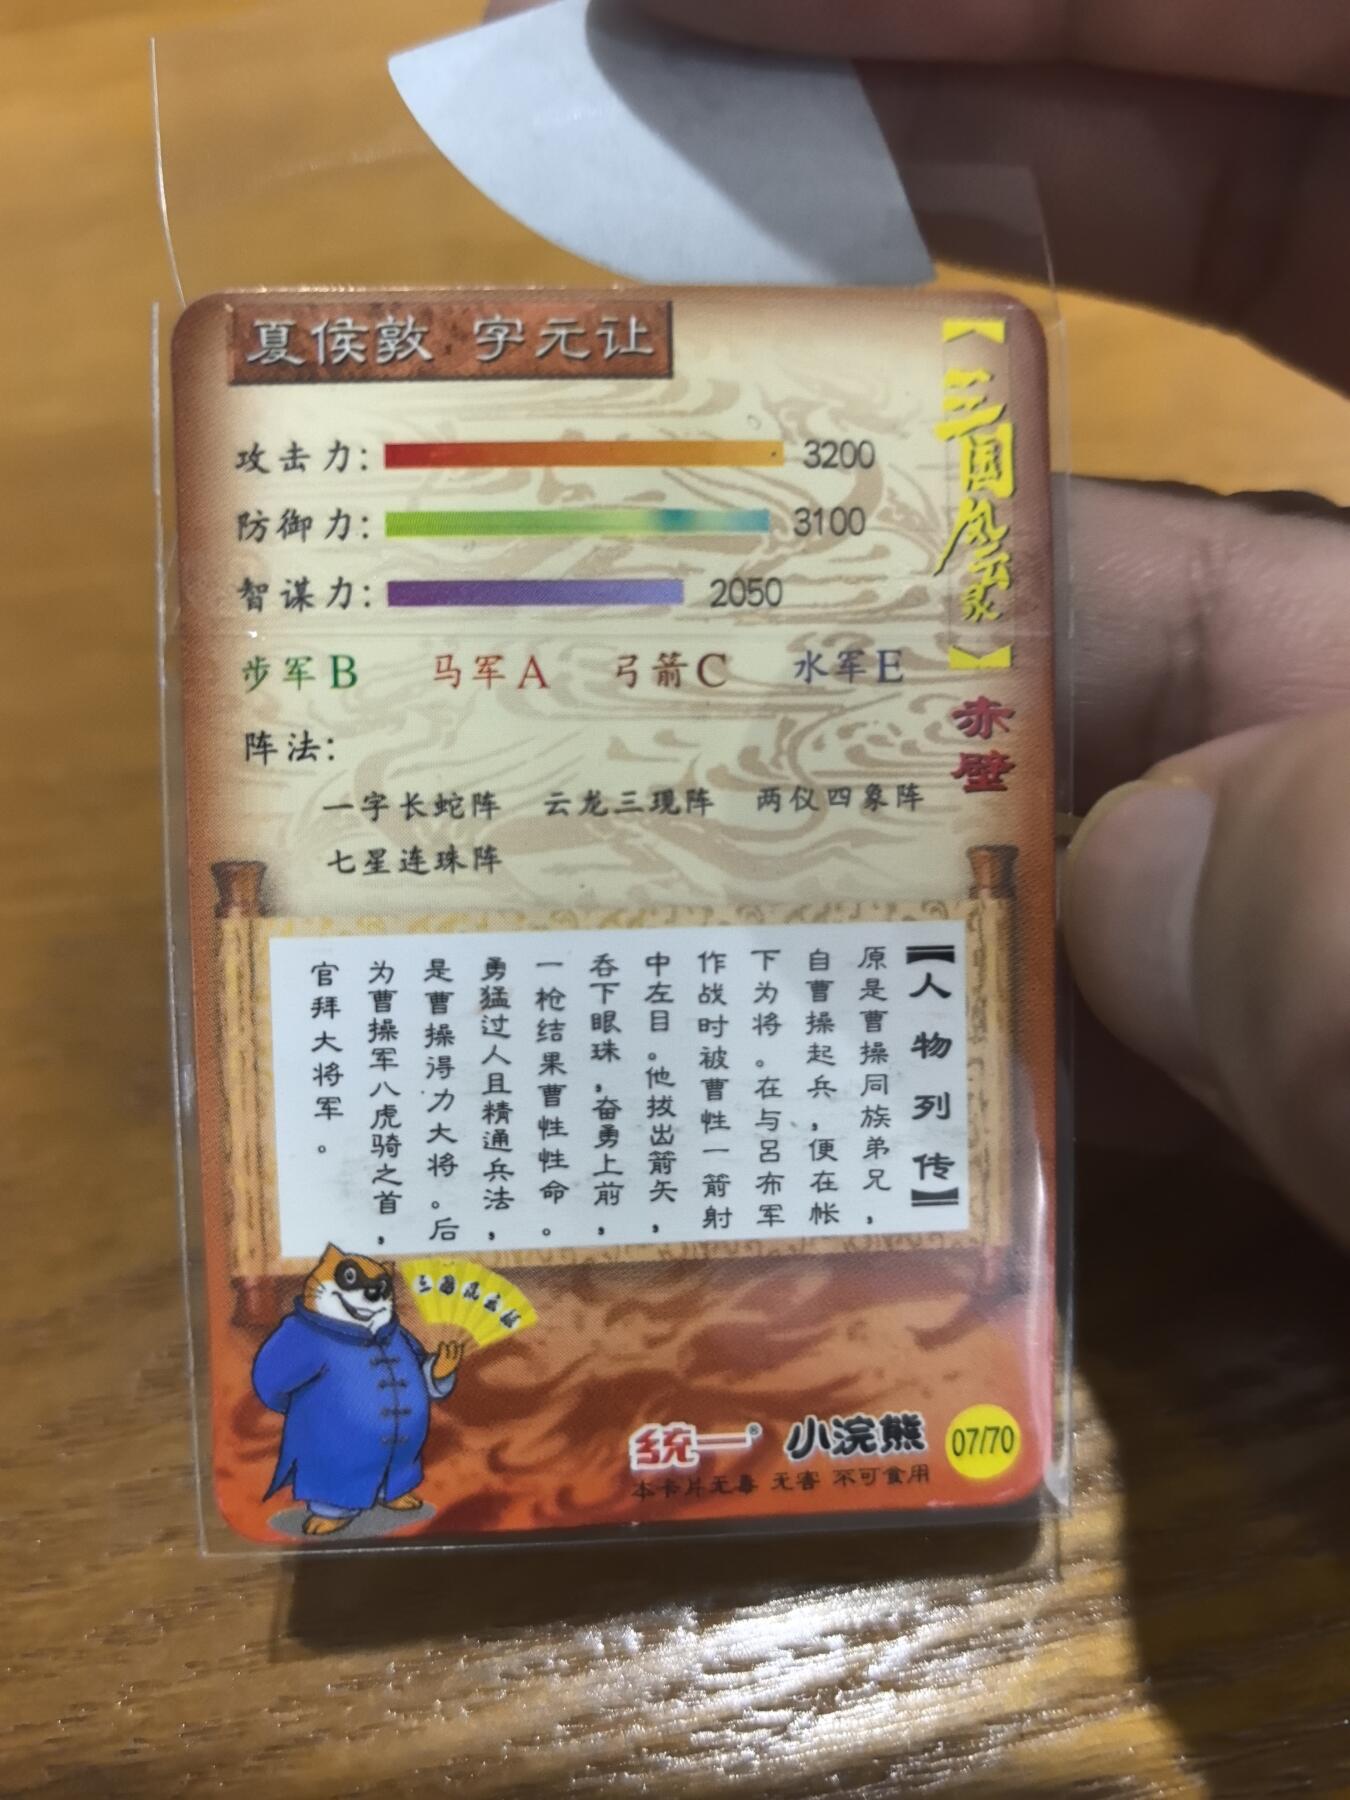 夏侯敦 字元让
攻击力： 3200
防御力： 3100
智谋力： 2050
步军B 马军A 弓箭C 水军E
阵法：
一字长蛇阵 云龙三现阵 两仪四象阵
七星连珠阵
【三国风云录】
赤壁
【人物列传】
原是曹操同族弟兄，
自曹操起兵，便在帐
下为将。在与吕布军
作战时被曹性一箭射
中左目。他拔出箭矢，
吞下眼珠，奋勇上前，
一枪结果曹性性命。
勇猛过人且精通兵法，
是曹操得力大将。后
为曹操军八虎骑之首，
官拜大将军。
三国风云录
统一® 小浣熊
07/70
本卡片无毒 无害 不可食用